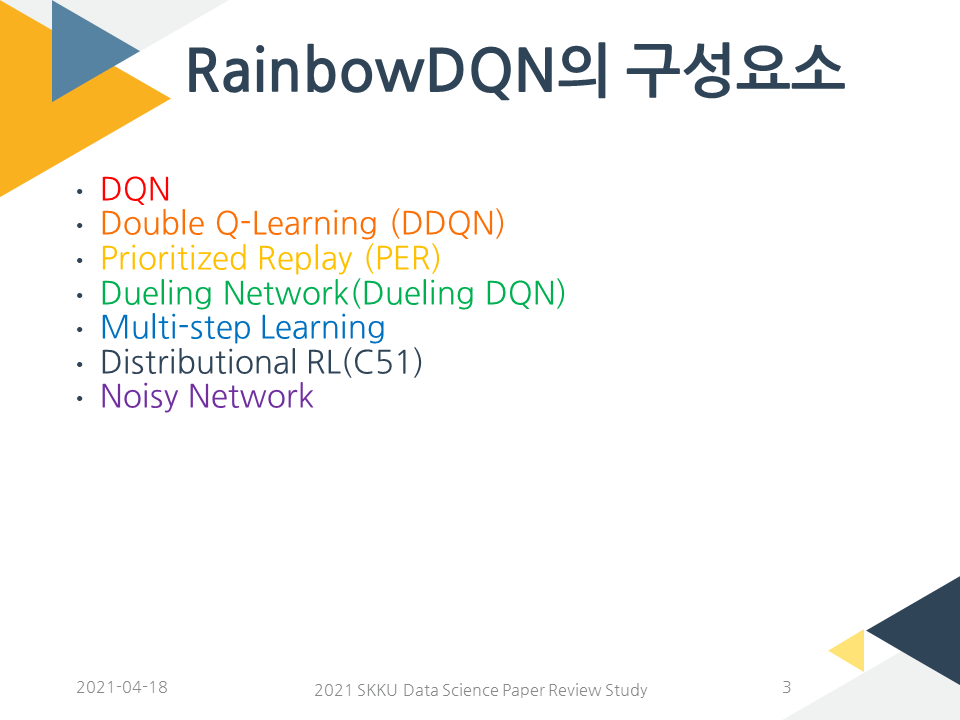 RainbowDQN의 구성요소
• DQN
• Double Q-Learning (DDQN)
• Prioritized Replay (PER)
• Dueling Network(Dueling DQN)
• Multi-step Learning
• Distributional RL(C51)
• Noisy Network
2021-04-18
2021 SKKU Data Science Paper Review Study
3